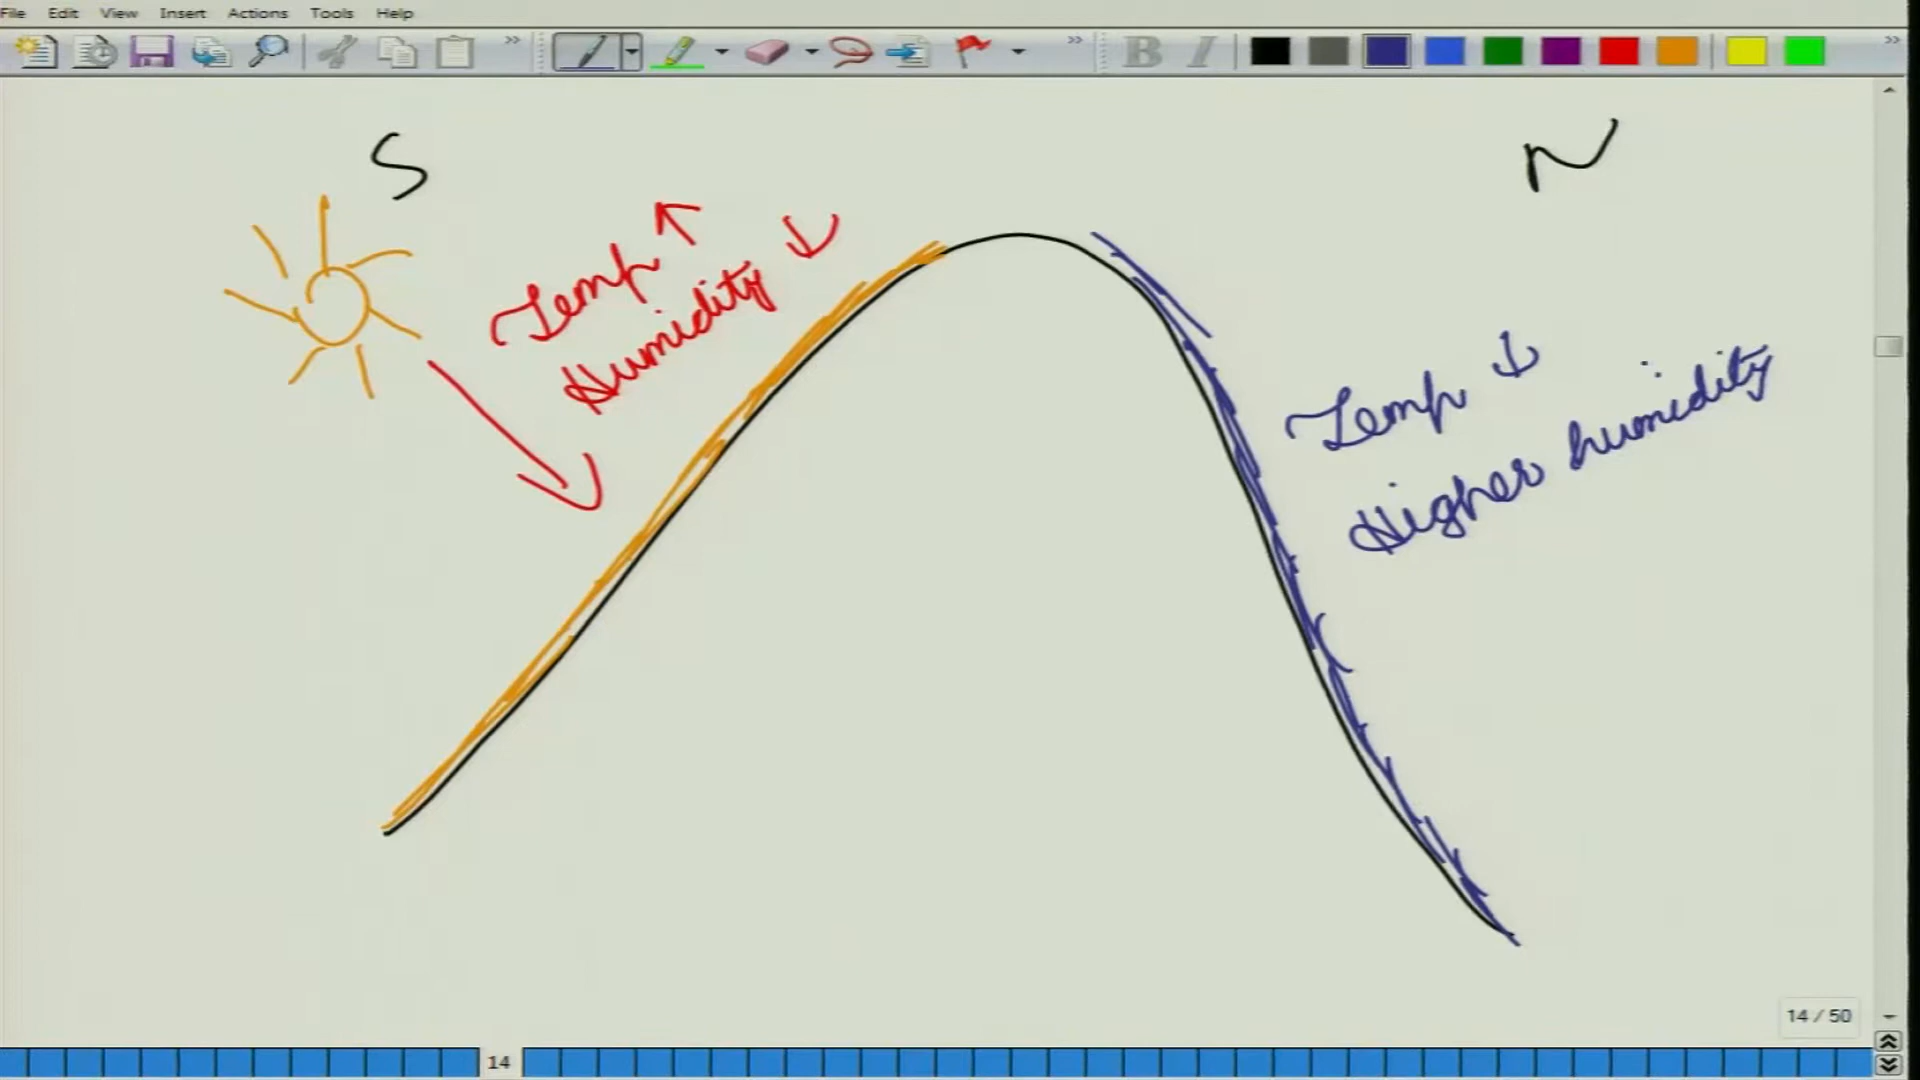 File Edit View Insert Actions Tools Help
B I
S
N
Temp ↑
Humidity ↓
Temp ↓
Higher humidity
14 / 50
14